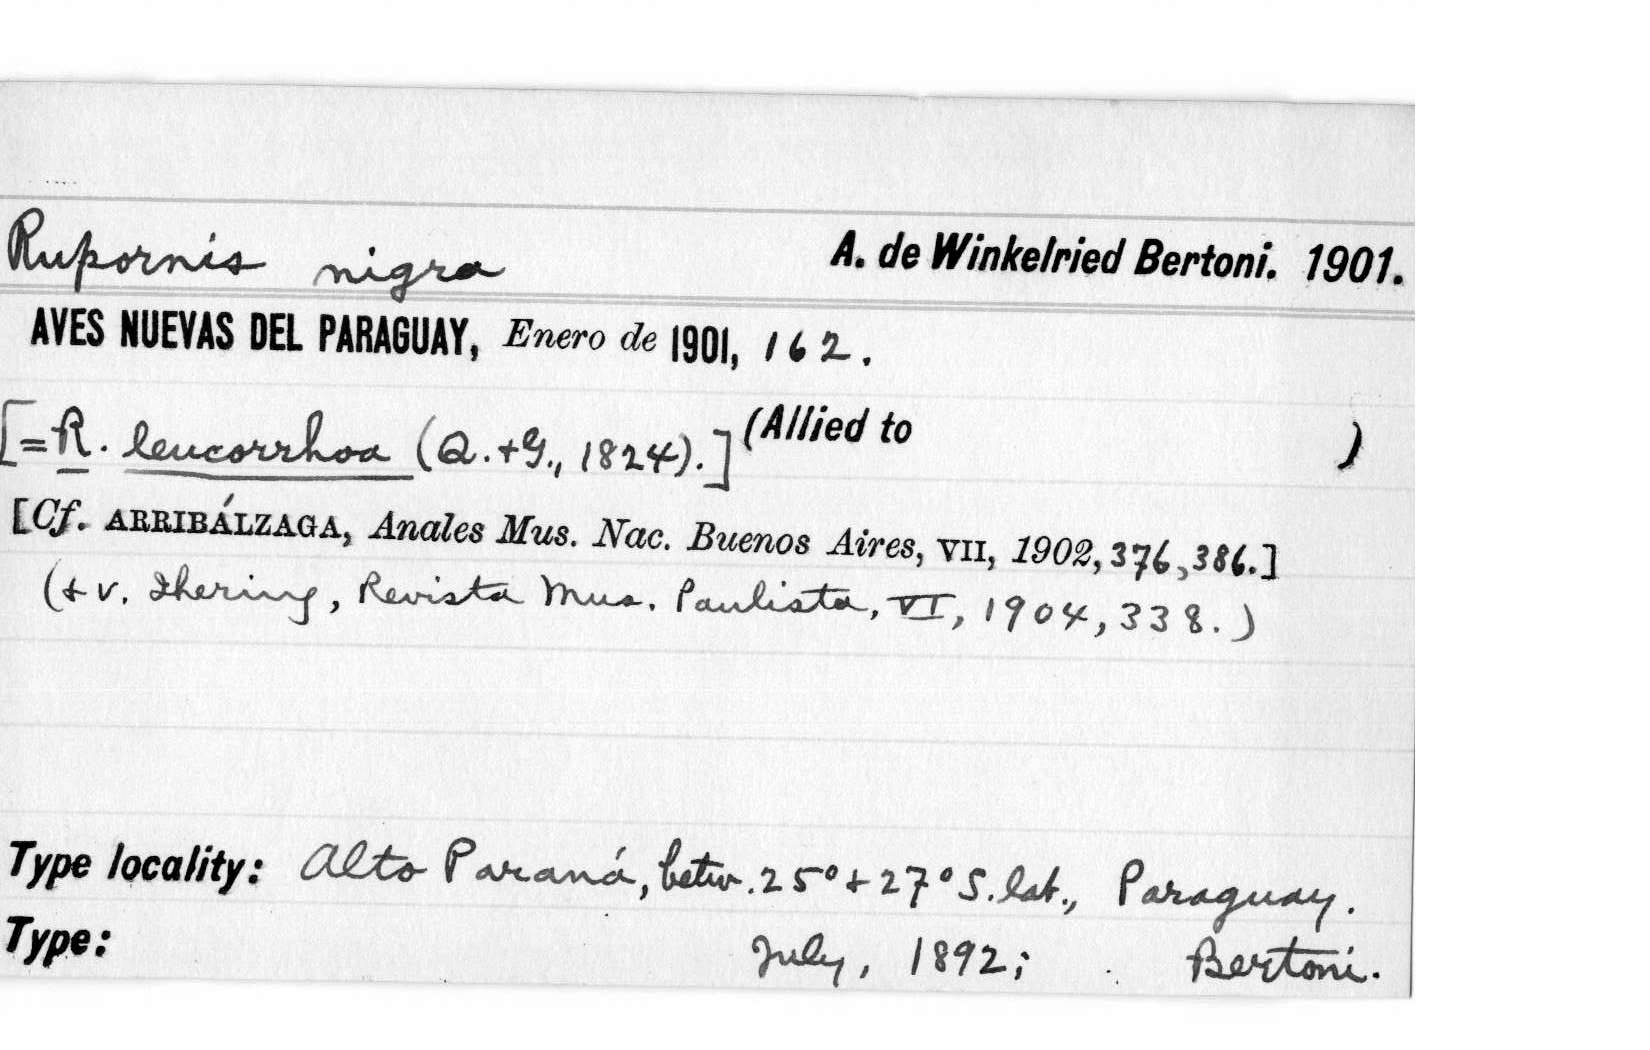 Rupornis nigra A. de Winkelried Bertoni. 1901.
AVES NUEVAS DEL PARAGUAY, Enero de 1901, 162.
[=R. leucorrhoa (Q.+G., 1824).] (Allied to )
[Cf. ARRIBÁLZAGA, Anales Mus. Nac. Buenos Aires, VII, 1902, 376, 386.]
(+ v. Ihering, Revista Mus. Paulista, VI, 1904, 338.)
Type locality: Alto Paraná, betw. 25° + 27° S. lat., Paraguay.
Type: July, 1892; Bertoni.